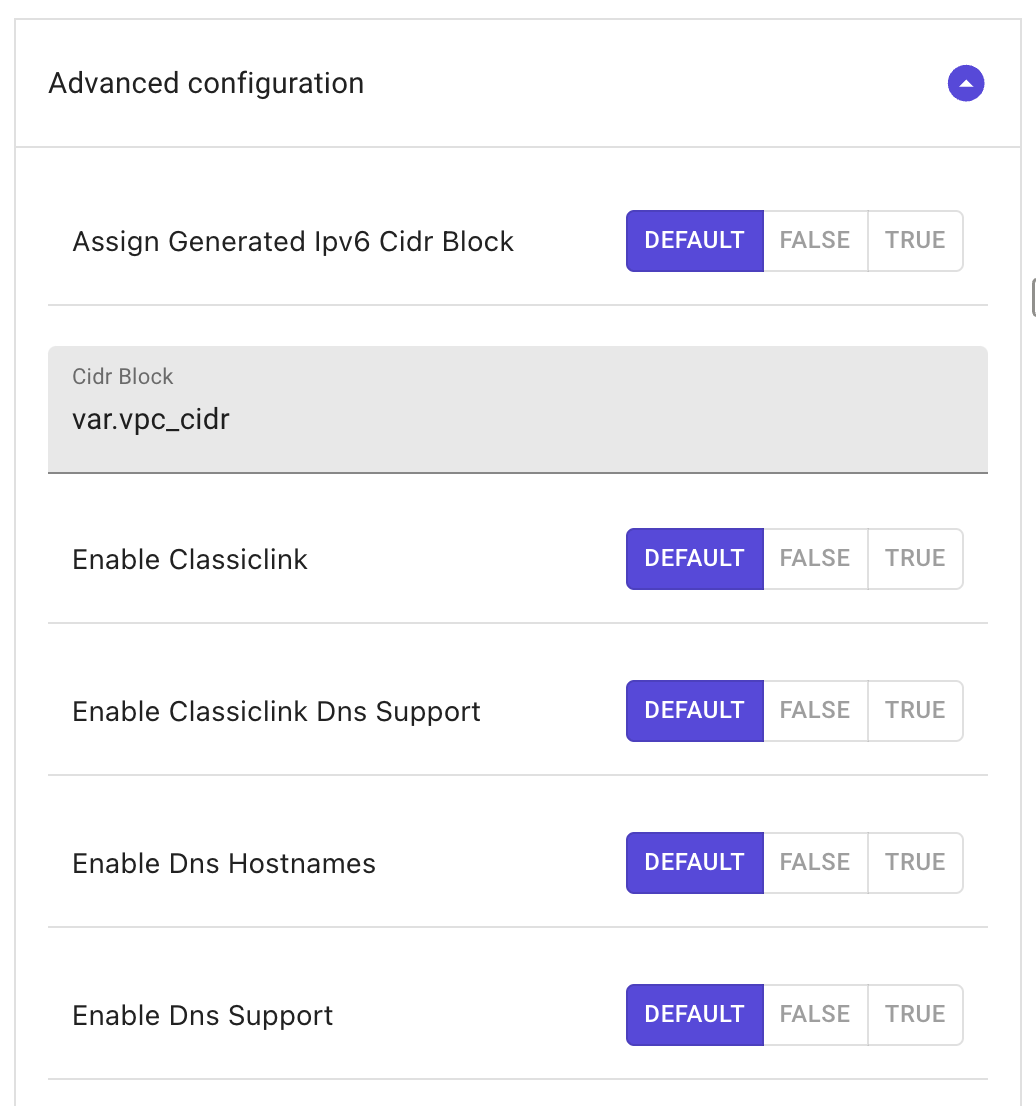 Advanced configuration
Assign Generated Ipv6 Cidr Block DEFAULT FALSE TRUE
Cidr Block
var.vpc_cidr
Enable Classiclink DEFAULT FALSE TRUE
Enable Classiclink Dns Support DEFAULT FALSE TRUE
Enable Dns Hostnames DEFAULT FALSE TRUE
Enable Dns Support DEFAULT FALSE TRUE